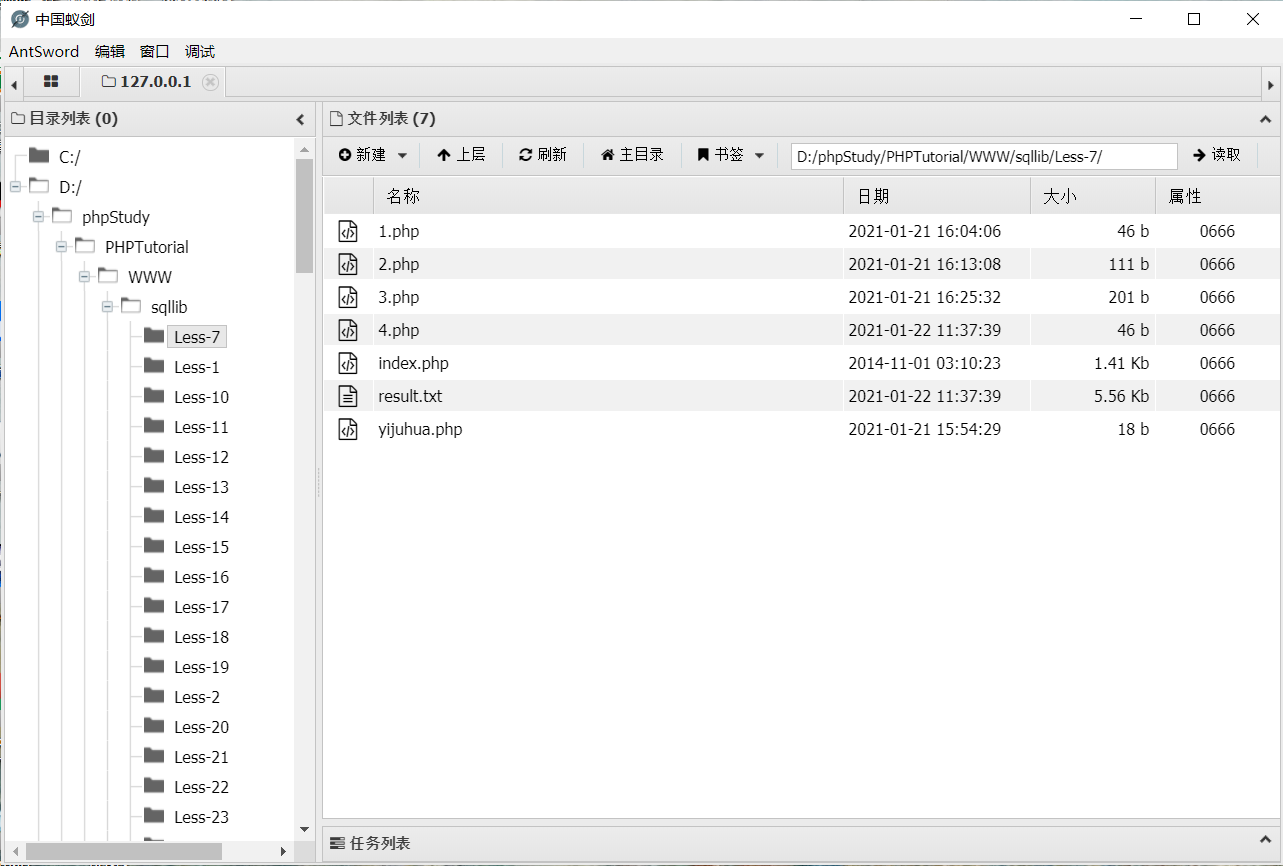 中国蚁剑
AntSword 编辑 窗口 调试
127.0.0.1
目录列表 (0)
C:/
D:/
phpStudy
PHPTutorial
WWW
sqllib
Less-7
Less-1
Less-10
Less-11
Less-12
Less-13
Less-14
Less-15
Less-16
Less-17
Less-18
Less-19
Less-2
Less-20
Less-21
Less-22
Less-23
文件列表 (7)
新建 上层 刷新 主目录 书签 D:/phpStudy/PHPTutorial/WWW/sqllib/Less-7/ 读取
名称 日期 大小 属性
1.php 2021-01-21 16:04:06 46 b 0666
2.php 2021-01-21 16:13:08 111 b 0666
3.php 2021-01-21 16:25:32 201 b 0666
4.php 2021-01-22 11:37:39 46 b 0666
index.php 2014-11-01 03:10:23 1.41 Kb 0666
result.txt 2021-01-22 11:37:39 5.56 Kb 0666
yijuhua.php 2021-01-21 15:54:29 18 b 0666
任务列表